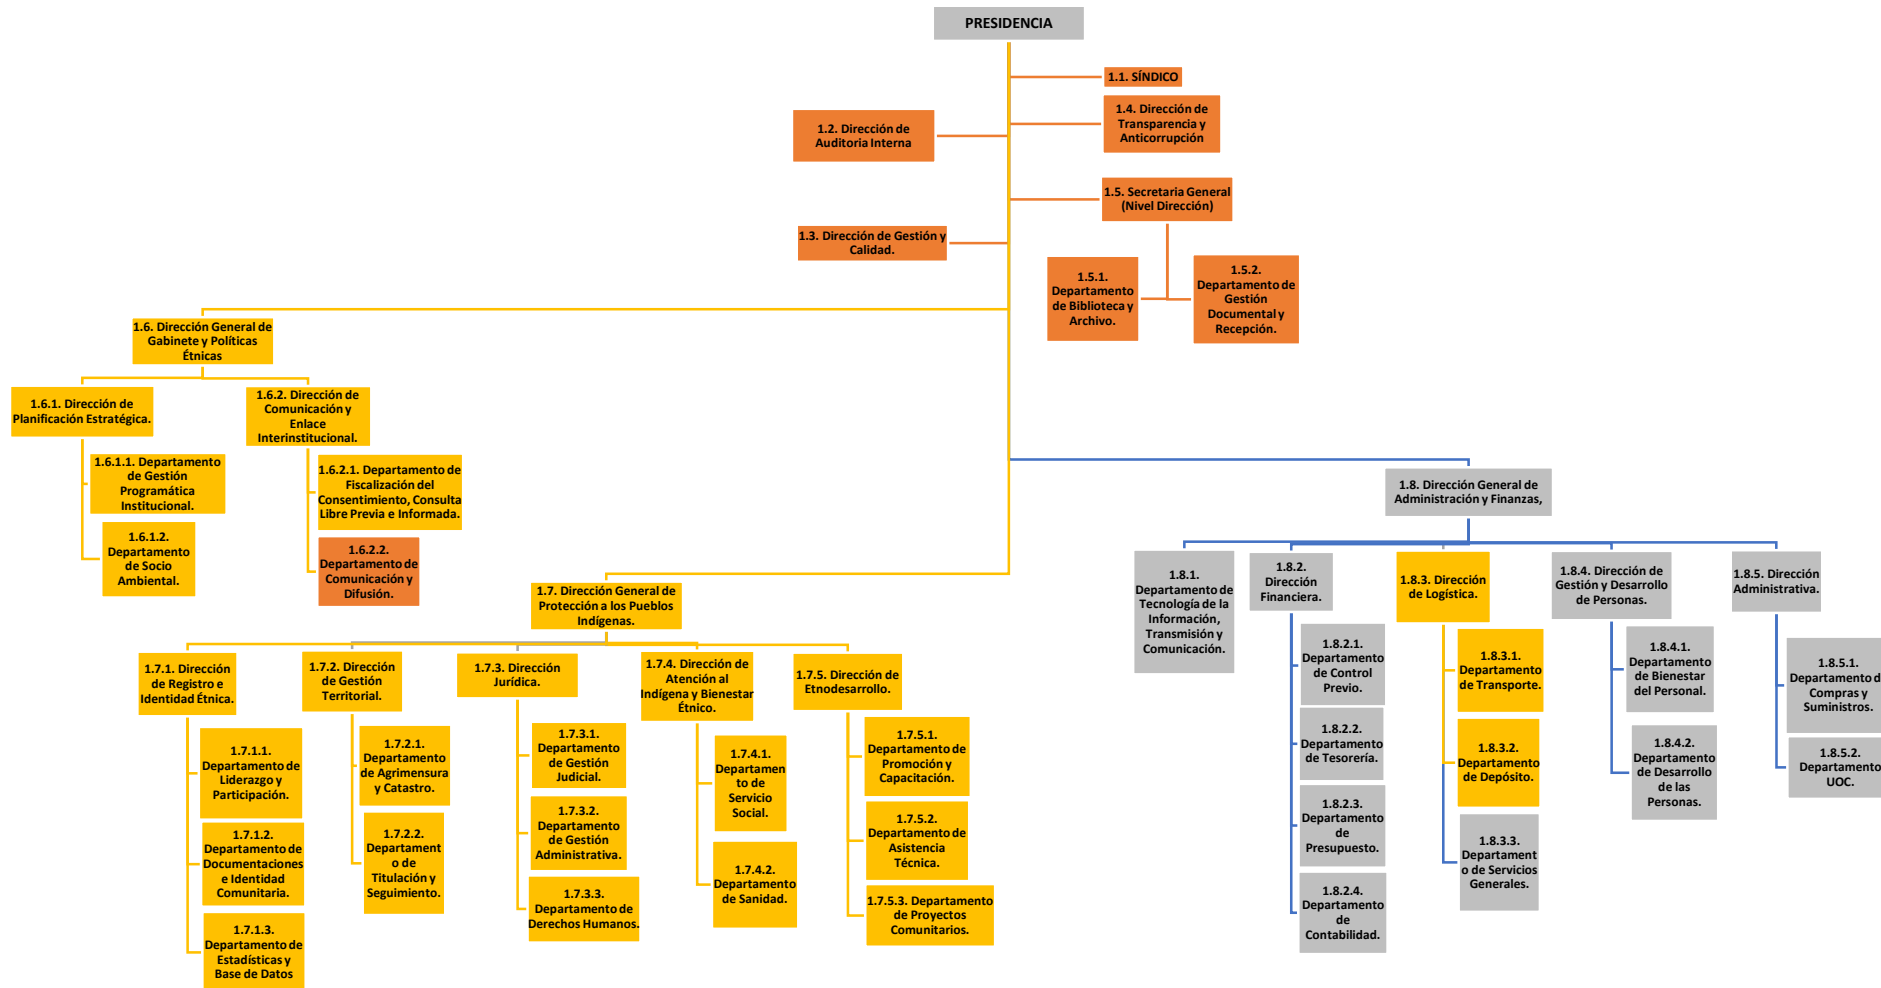 PRESIDENCIA
1.1. SÍNDICO
1.4. Dirección de
Transparencia y
Anticorrupción
1.2. Dirección de
Auditoria Interna
1.5. Secretaria General
(Nivel Dirección)
1.3. Dirección de Gestión y
Calidad.
1.5.1.
Departamento
de Biblioteca y
Archivo.
1.5.2.
Departamento de
Gestión
Documental y
Recepción.
1.6. Dirección General de
Gabinete y Políticas
Étnicas
1.6.1. Dirección de
Planificación Estratégica.
1.6.2. Dirección de
Comunicación y
Enlace
Interinstitucional.
1.6.1.1. Departamento
de Gestión
Programática
Institucional.
1.6.1.2.
Departamento
de Socio
Ambiental.
1.6.2.1. Departamento de
Fiscalización del
Consentimiento, Consulta
Libre Previa e Informada.
1.6.2.2.
Departamento de
Comunicación y
Difusión.
1.7. Dirección General de
Protección a los Pueblos
Indígenas.
1.7.1. Dirección
de Registro e
Identidad Étnica.
1.7.1.1.
Departamento de
Liderazgo y
Participación.
1.7.1.2.
Departamento de
Documentaciones
e Identidad
Comunitaria.
1.7.1.3.
Departamento de
Estadísticas y
Base de Datos
1.7.2. Dirección
de Gestión
Territorial.
1.7.2.1.
Departamento
de Agrimensura
y Catastro.
1.7.2.2.
Departament
o de
Titulación y
Seguimiento.
1.7.3. Dirección
Jurídica.
1.7.3.1.
Departamento
de Gestión
Judicial.
1.7.3.2.
Departamento
de Gestión
Administrativa.
1.7.3.3.
Departamento de
Derechos Humanos.
1.7.4. Dirección de
Atención al
Indígena y Bienestar
Étnico.
1.7.4.1.
Departamen
to de
Servicio
Social.
1.7.4.2.
Departamento
de Sanidad.
1.7.5. Dirección de
Etnodesarrollo.
1.7.5.1.
Departamento de
Promoción y
Capacitación.
1.7.5.2.
Departamento de
Asistencia
Técnica.
1.7.5.3. Departamento
de Proyectos
Comunitarios.
1.8. Dirección General de
Administración y Finanzas,
1.8.1.
Departamento de
Tecnología de la
Información,
Transmisión y
Comunicación.
1.8.2.
Dirección
Financiera.
1.8.2.1.
Departamento
de Control
Previo.
1.8.2.2.
Departamento
de Tesorería.
1.8.2.3.
Departamento
de
Presupuesto.
1.8.2.4.
Departamento
de
Contabilidad.
1.8.3. Dirección
de Logística.
1.8.3.1.
Departamento
de Transporte.
1.8.3.2.
Departamento
de Depósito.
1.8.3.3.
Departament
o de Servicios
Generales.
1.8.4. Dirección de
Gestión y Desarrollo
de Personas.
1.8.4.1.
Departamento
de Bienestar
del Personal.
1.8.4.2.
Departamento
de Desarrollo
de las
Personas.
1.8.5. Dirección
Administrativa.
1.8.5.1.
Departamento d
Compras y
Suministros.
1.8.5.2.
Departamento
UOC.